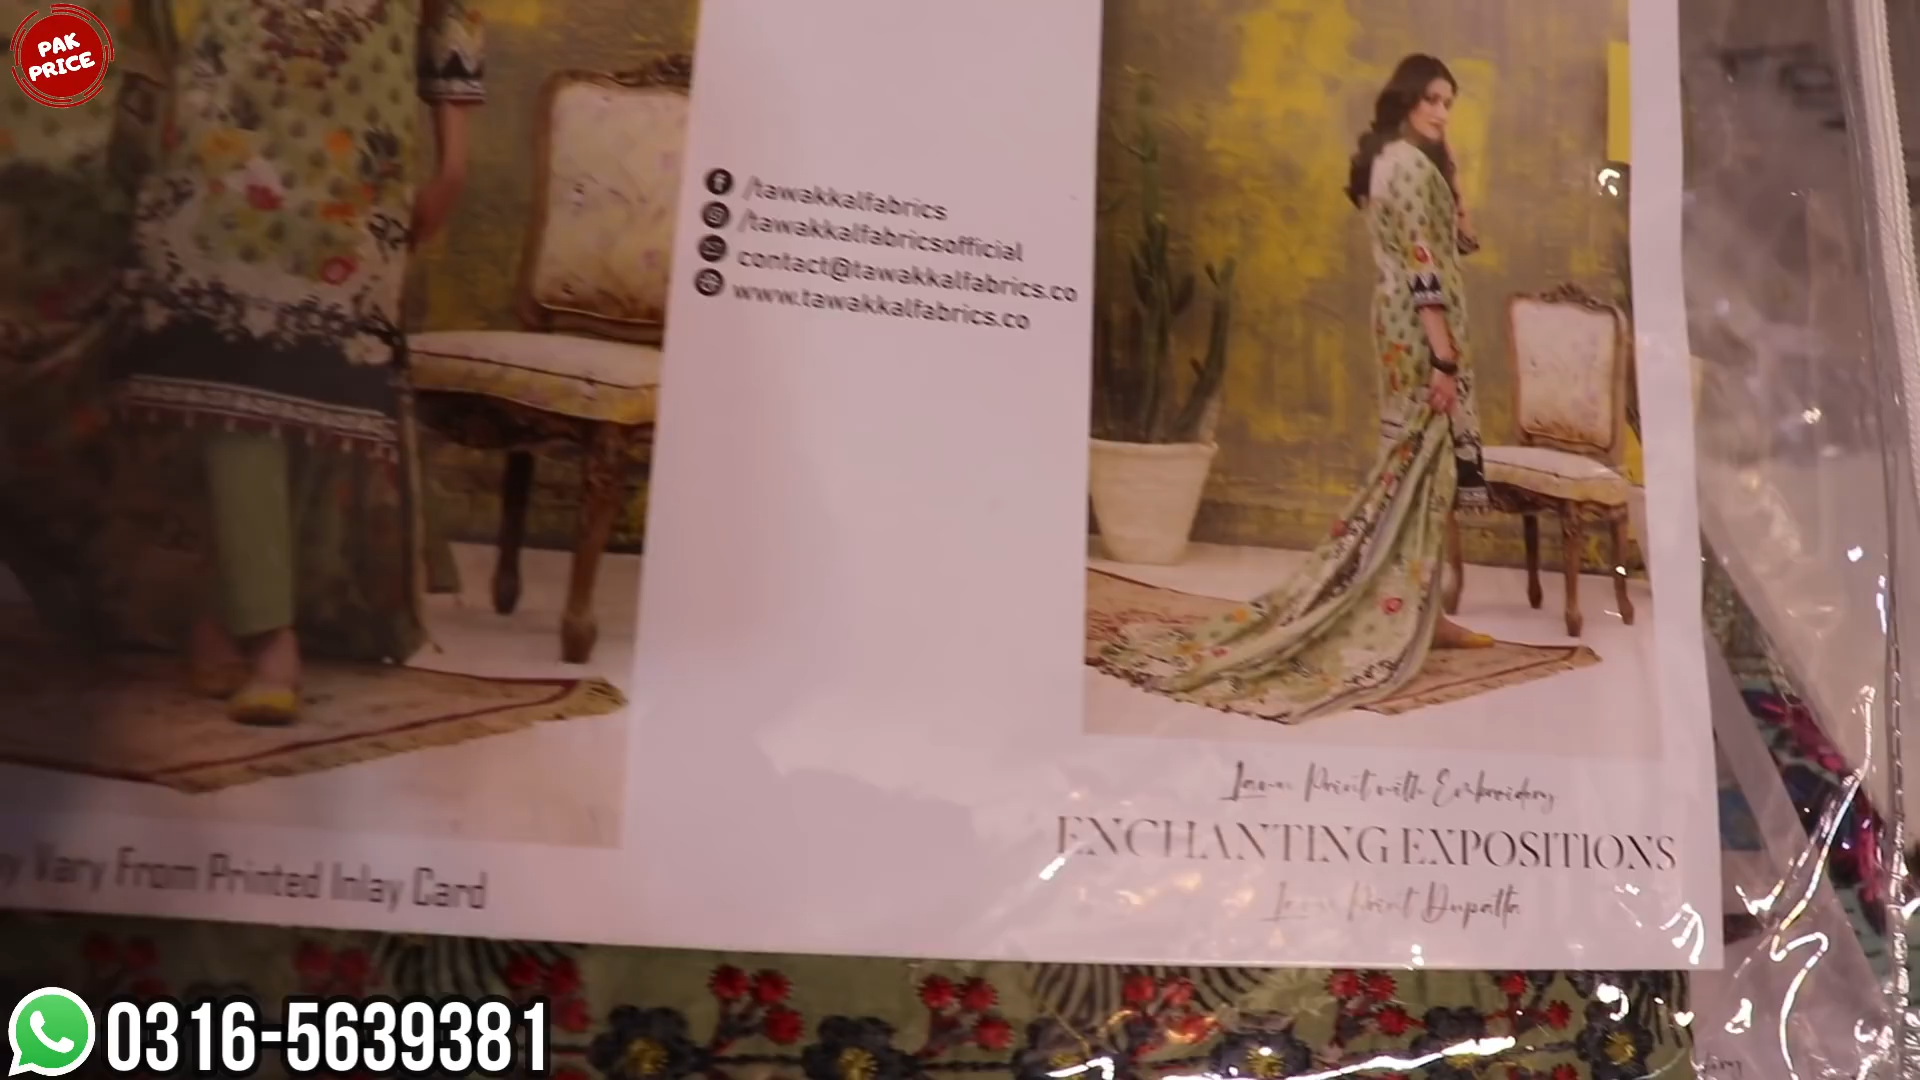 PAK
PRICE
/tawakkalfabrics
/tawakkalfabricsofficial
contact@tawakkalfabrics.co
www.tawakkalfabrics.co
Lawn Print with Embroidery
ENCHANTING EXPOSITIONS
Lawn Print Dupatta
Vary From Printed Inlay Card
0316-5639381